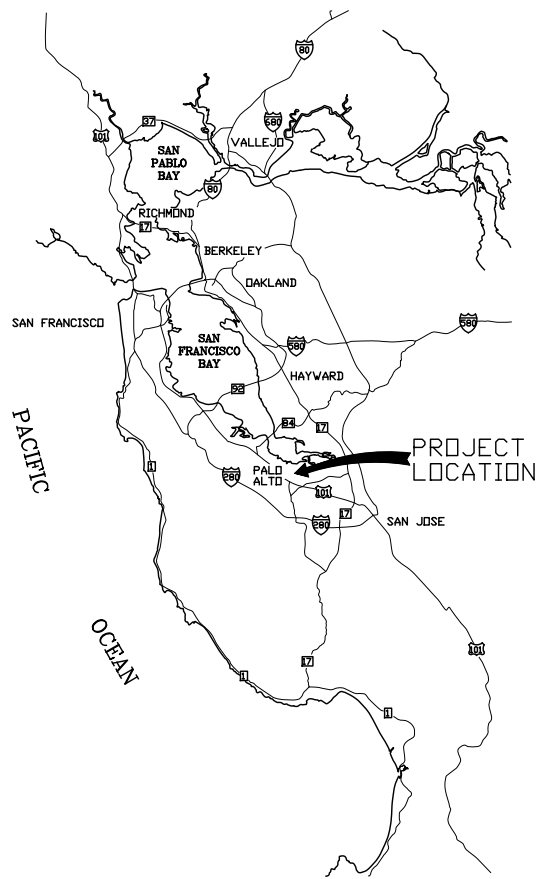 80
680
37
101
VALLEJO
SAN
PABLO
BAY
80
RICHMOND
17
BERKELEY
OAKLAND
SAN FRANCISCO
580
SAN
FRANCISCO
BAY
580
HAYWARD
92
84
17
PACIFIC
PROJECT
LOCATION
1
280
PALO
ALTO
101
17
280
SAN JOSE
OCEAN
101
17
1
1